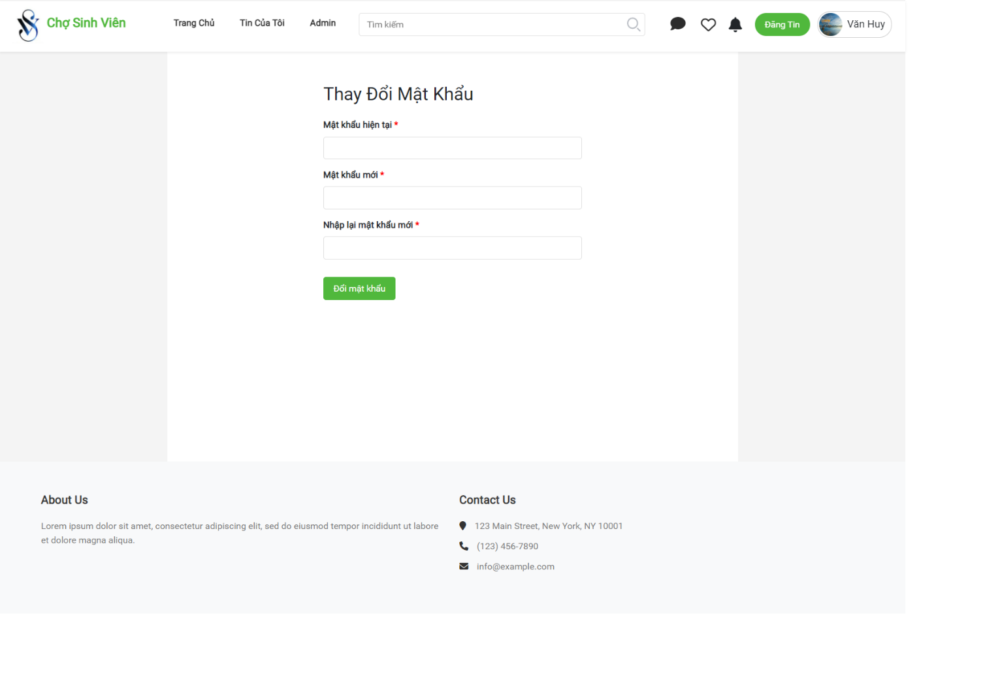 Chợ Sinh Viên
Trang Chủ
Tin Của Tôi
Admin
Tìm kiếm
Đăng Tin
Văn Huy
Thay Đổi Mật Khẩu
Mật khẩu hiện tại *
Mật khẩu mới *
Nhập lại mật khẩu mới *
Đổi mật khẩu
About Us
Lorem ipsum dolor sit amet, consectetur adipiscing elit, sed do eiusmod tempor incididunt ut labore
et dolore magna aliqua.
Contact Us
123 Main Street, New York, NY 10001
(123) 456-7890
info@example.com